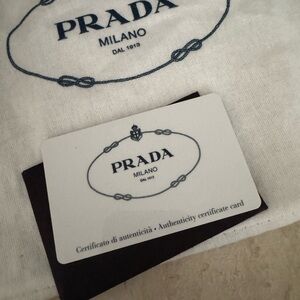 PRADA
MILANO
DAL 1913
PRADA
MILANO
DAL 1913
Certificato di autenticità • Authenticity certificate card